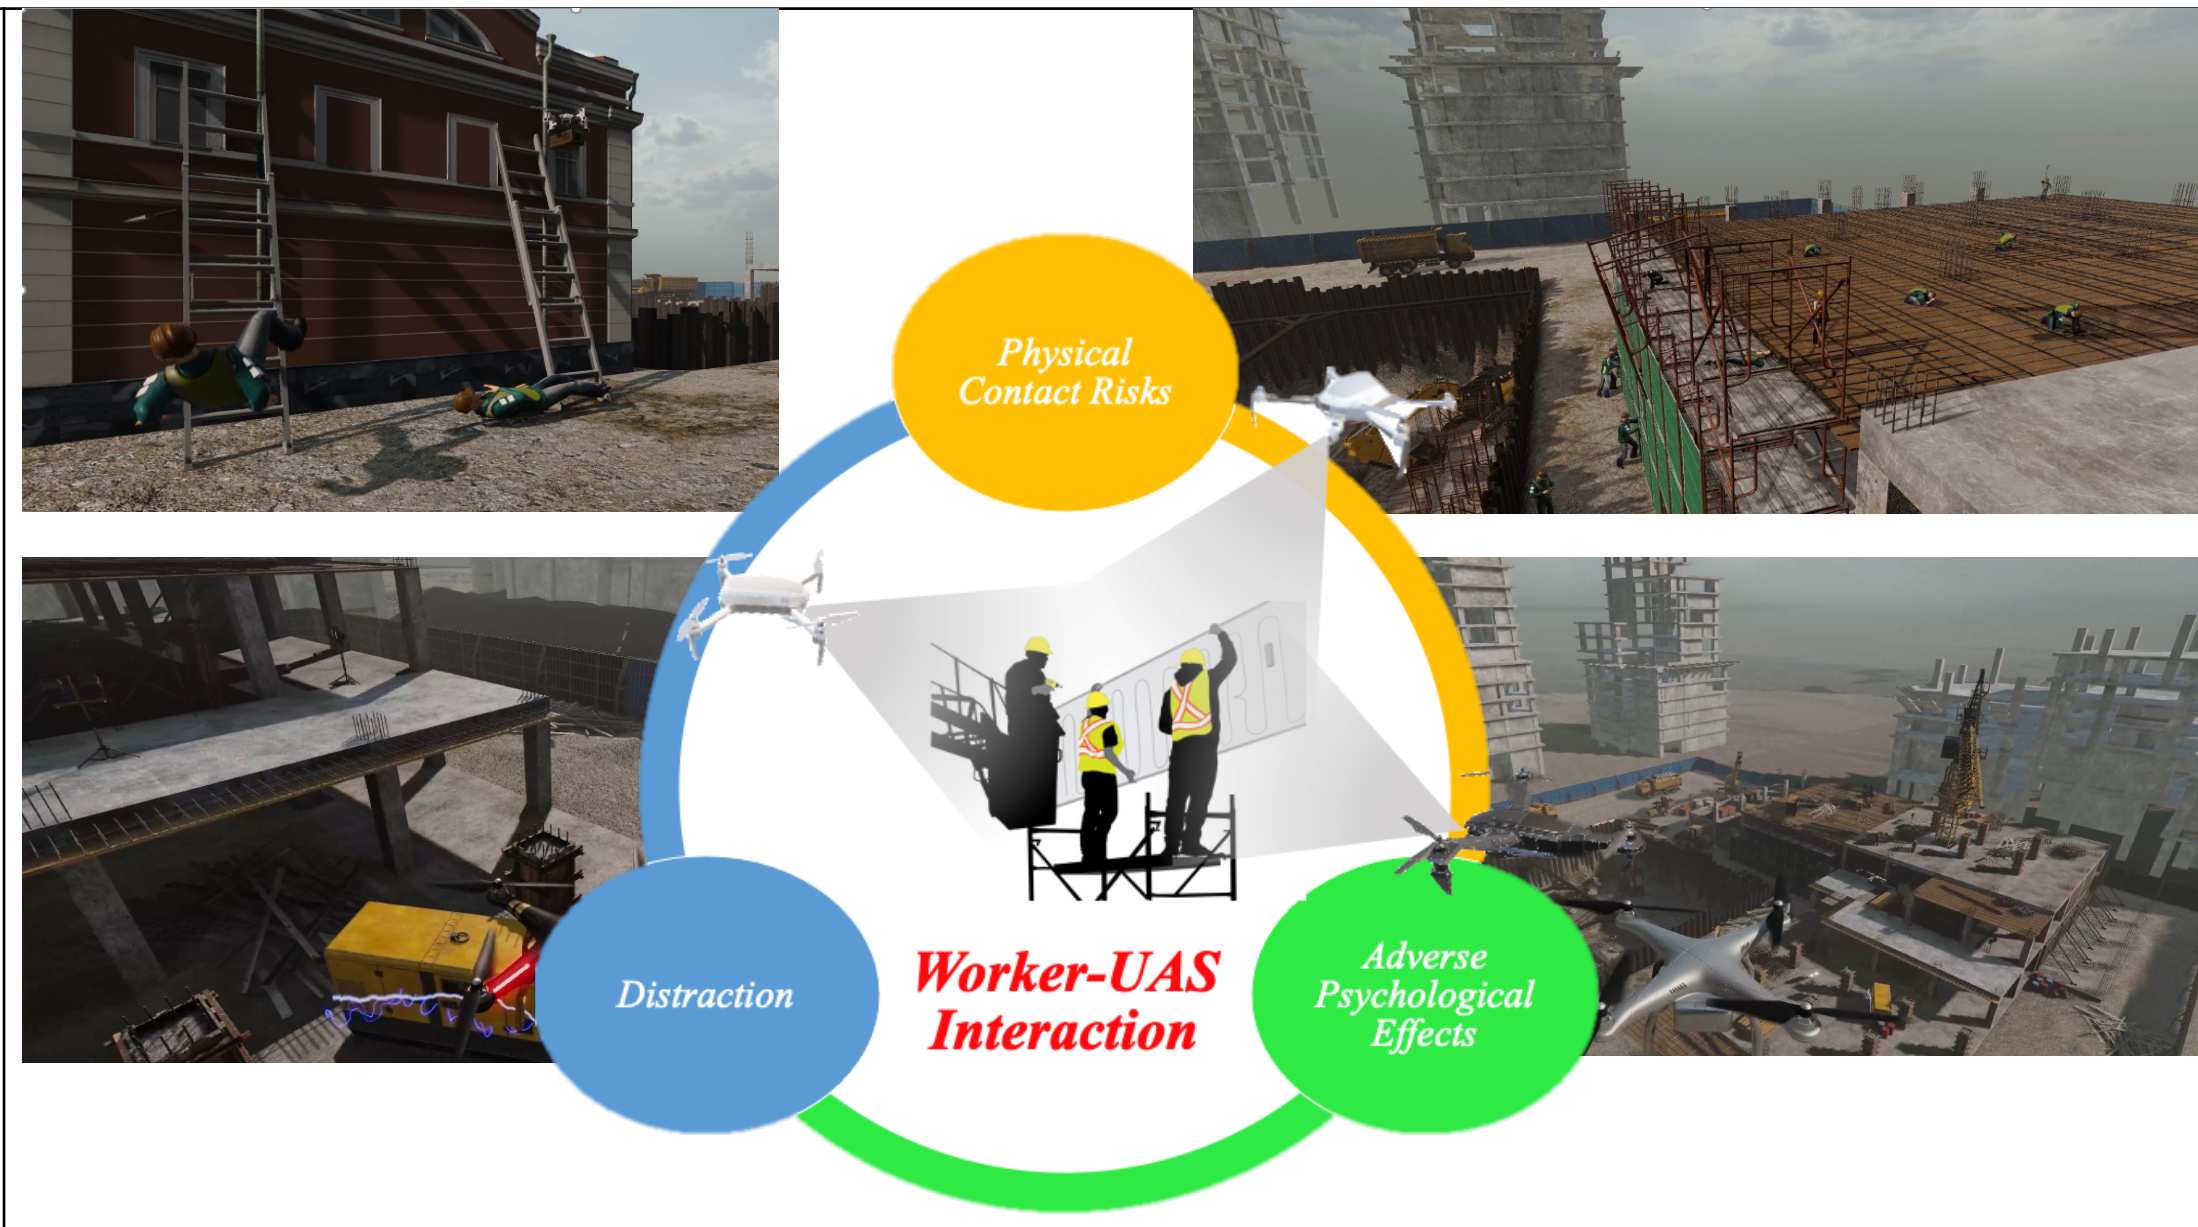 Physical
Contact Risks
Distraction
Worker-UAS
Interaction
Adverse
Psychological
Effects